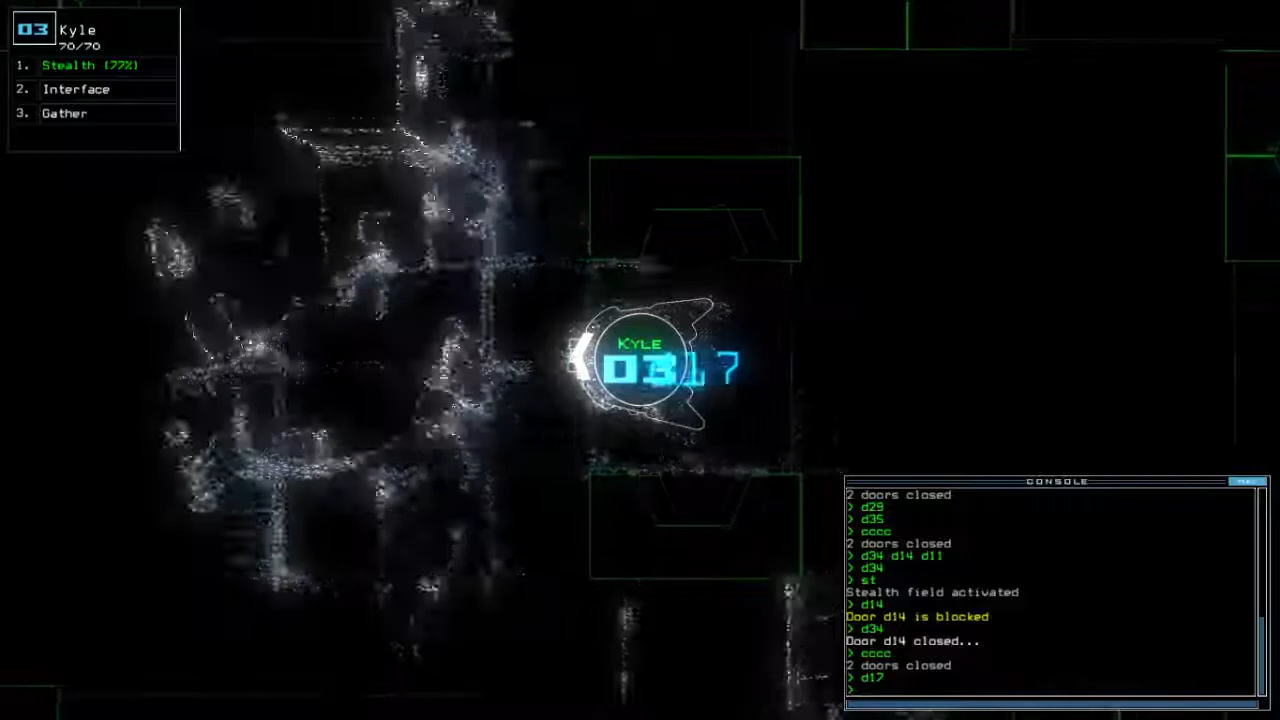 03 Kyle
70/70
1. Stealth (77%)
2. Interface
3. Gather
Kyle
03
17
CONSOLE
2 doors closed
> d29
> d35
> cccc
2 doors closed
> d34 d14 d11
> d34
> st
Stealth field activated
> d14
Door d14 is blocked
> d34
Door d14 closed...
> cccc
2 doors closed
> d17
>